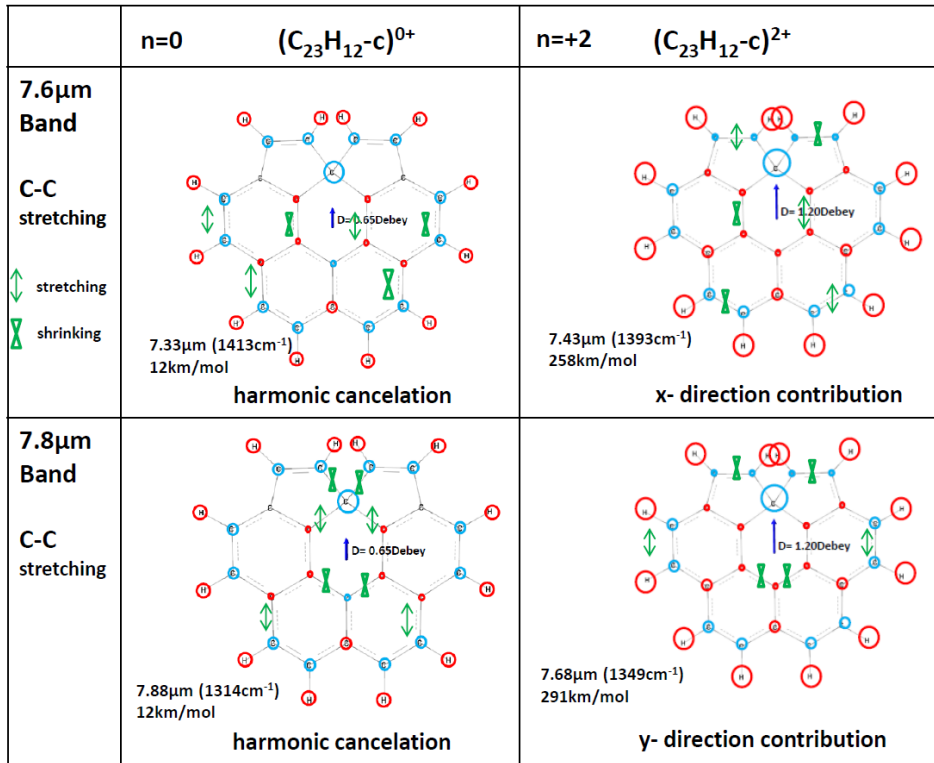 n=0 (C₂₃H₁₂-c)⁰⁺
n=+2 (C₂₃H₁₂-c)²⁺
7.6μm
Band
C-C
stretching
stretching
shrinking
D= 0.65Debey
7.33μm (1413cm⁻¹)
12km/mol
harmonic cancelation
D= 1.20Debey
7.43μm (1393cm⁻¹)
258km/mol
x- direction contribution
7.8μm
Band
C-C
stretching
D= 0.65Debey
7.88μm (1314cm⁻¹)
12km/mol
harmonic cancelation
D= 1.20Debey
7.68μm (1349cm⁻¹)
291km/mol
y- direction contribution